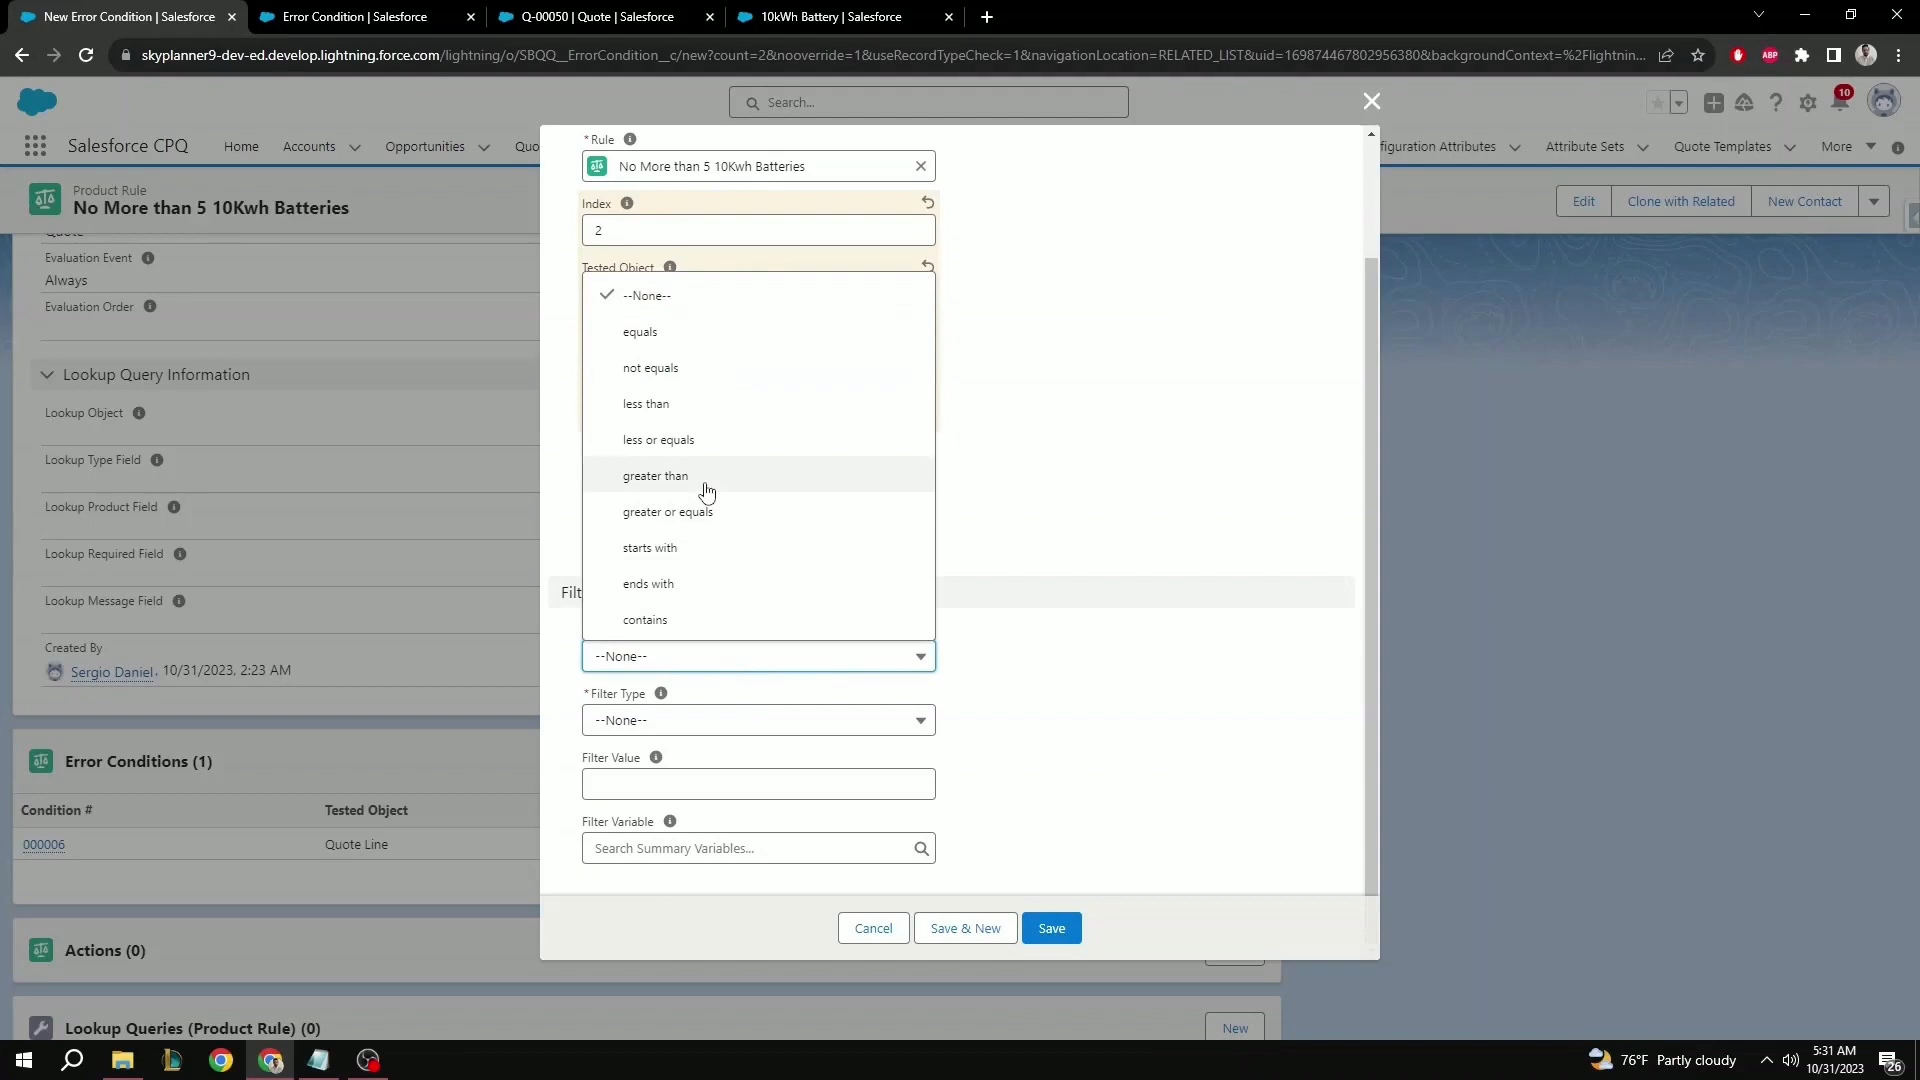 New Error Condition | Salesforce
Error Condition | Salesforce
Q-00050 | Quote | Salesforce
10kWh Battery | Salesforce
skyplanner9-dev-ed.develop.lightning.force.com/lightning/o/SBQQ__ErrorCondition__c/new?count=2&nooverride=1&useRecordTypeCheck=1&navigationLocation=RELATED_LIST&uid=169874467802956380&backgroundContext=%2Flightnin...
ABP
Search...
10
Salesforce CPQ
Home
Accounts
Opportunities
Quo
figuration Attributes
Attribute Sets
Quote Templates
More
Product Rule
No More than 5 10Kwh Batteries
Edit
Clone with Related
New Contact
Evaluation Event
Always
Evaluation Order
Lookup Query Information
Lookup Object
Lookup Type Field
Lookup Product Field
Lookup Required Field
Lookup Message Field
Created By
Sergio Daniel, 10/31/2023, 2:23 AM
Error Conditions (1)
Condition #
Tested Object
000006
Quote Line
Actions (0)
Lookup Queries (Product Rule) (0)
New
* Rule
No More than 5 10Kwh Batteries
Index
2
Tested Object
--None--
equals
not equals
less than
less or equals
greater than
greater or equals
starts with
ends with
contains
Filt
--None--
* Filter Type
--None--
Filter Value
Filter Variable
Search Summary Variables...
Cancel
Save & New
Save
76°F Partly cloudy
5:31 AM
10/31/2023
26